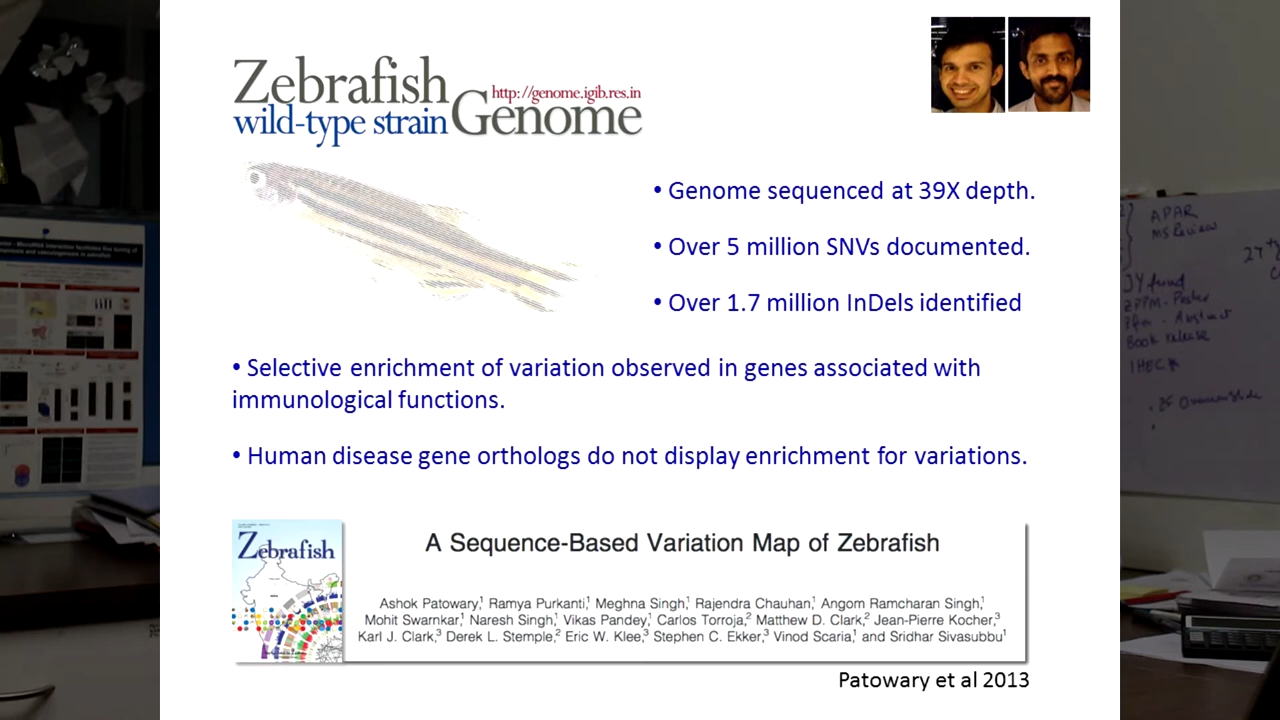 Zebrafish
http://genome.igib.res.in
wild-type strain Genome
• Genome sequenced at 39X depth.
• Over 5 million SNVs documented.
• Over 1.7 million InDels identified
• Selective enrichment of variation observed in genes associated with
immunological functions.
• Human disease gene orthologs do not display enrichment for variations.
Zebrafish
A Sequence-Based Variation Map of Zebrafish
Ashok Patowary,¹ Ramya Purkanti,¹ Meghna Singh,¹ Rajendra Chauhan,¹ Angom Ramcharan Singh,¹
Mohit Swarnkar,¹ Naresh Singh,¹ Vikas Pandey,¹ Carlos Torroja,² Matthew D. Clark,² Jean-Pierre Kocher,³
Karl J. Clark,³ Derek L. Stemple,² Eric W. Klee,³ Stephen C. Ekker,³ Vinod Scaria,¹ and Sridhar Sivasubbu¹
Patowary et al 2013
APAR
MS Review
JY fund
ZPPM - Poster
Abstract
Book release
IHEC